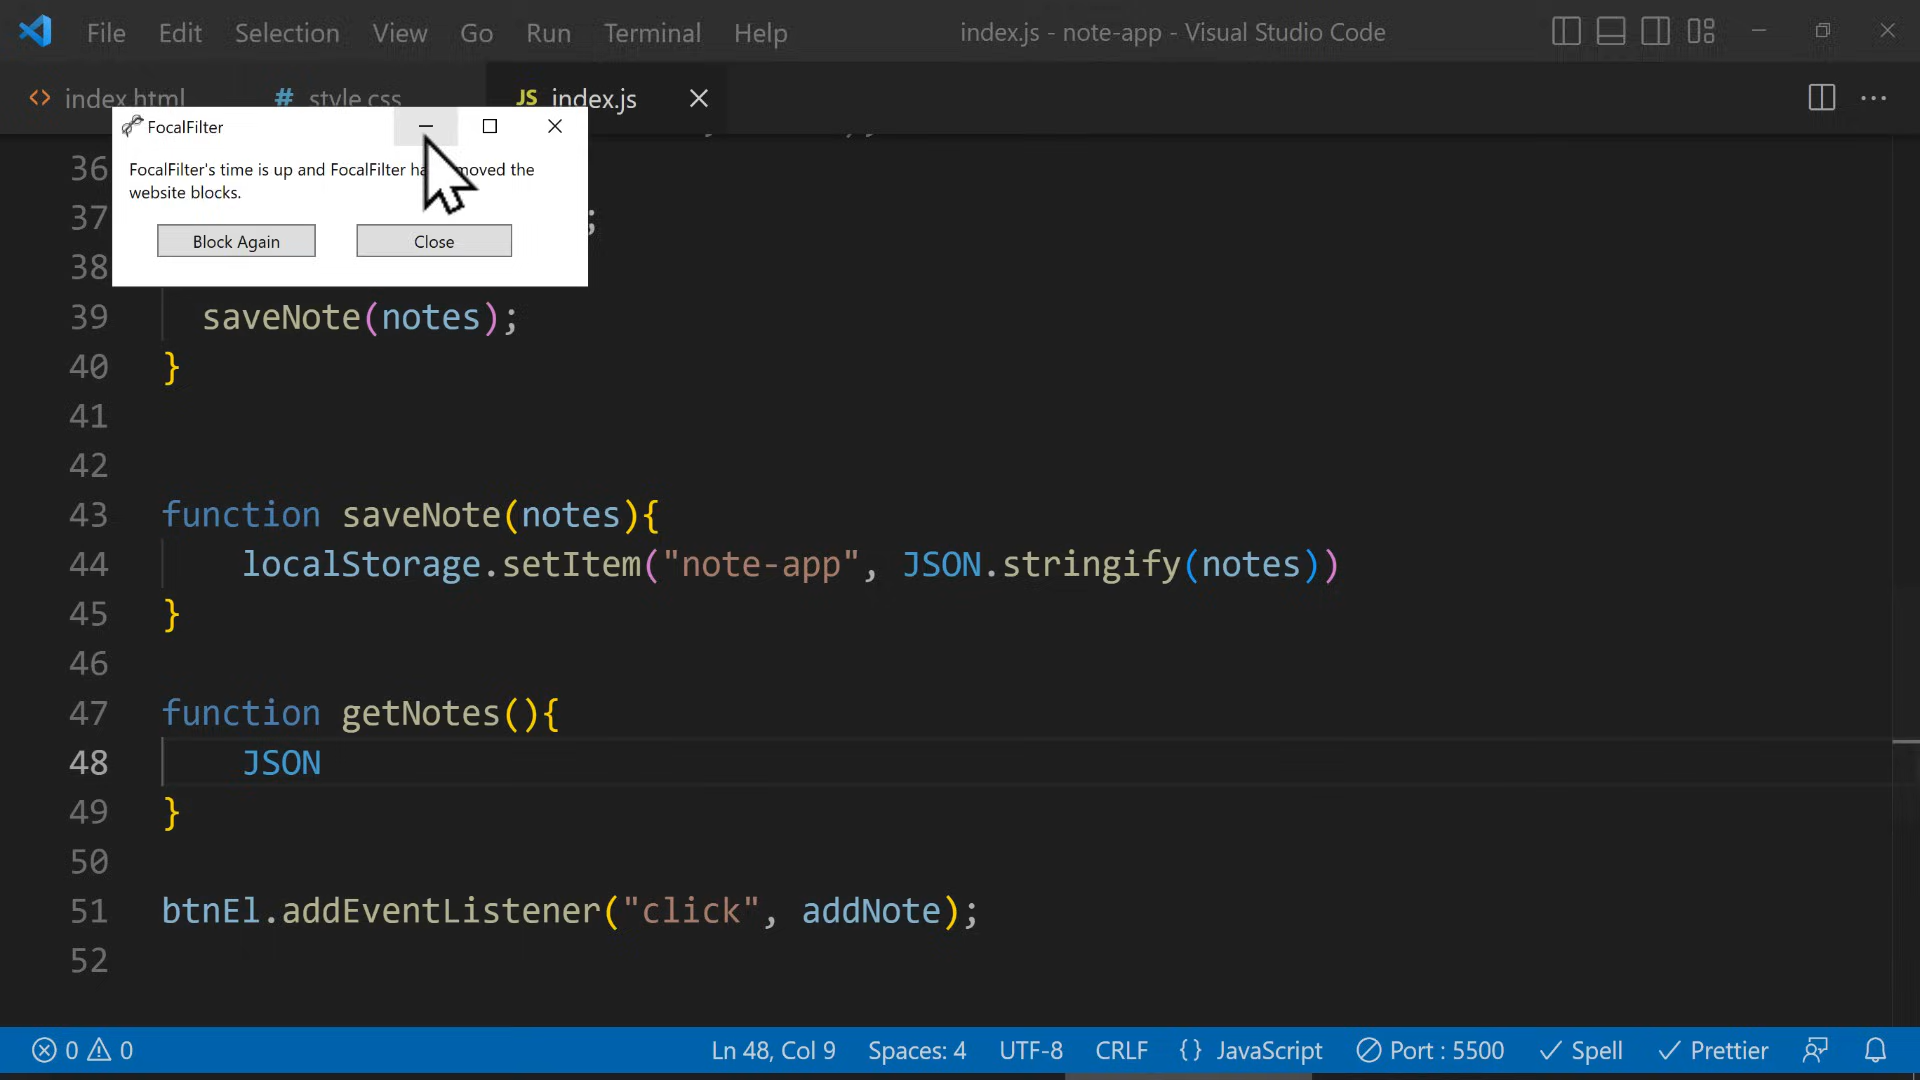 File Edit Selection View Go Run Terminal Help index.js - note-app - Visual Studio Code
index.html # style.css JS index.js
FocalFilter
FocalFilter's time is up and FocalFilter the
website blocks.
Block Again Close
36
37 ;
38
39 saveNote(notes);
40 }
41
42
43 function saveNote(notes){
44 localStorage.setItem("note-app", JSON.stringify(notes))
45 }
46
47 function getNotes(){
48 JSON
49 }
50
51 btnEl.addEventListener("click", addNote);
52
0 0 Ln 48, Col 9 Spaces: 4 UTF-8 CRLF {} JavaScript Port : 5500 Spell Prettier